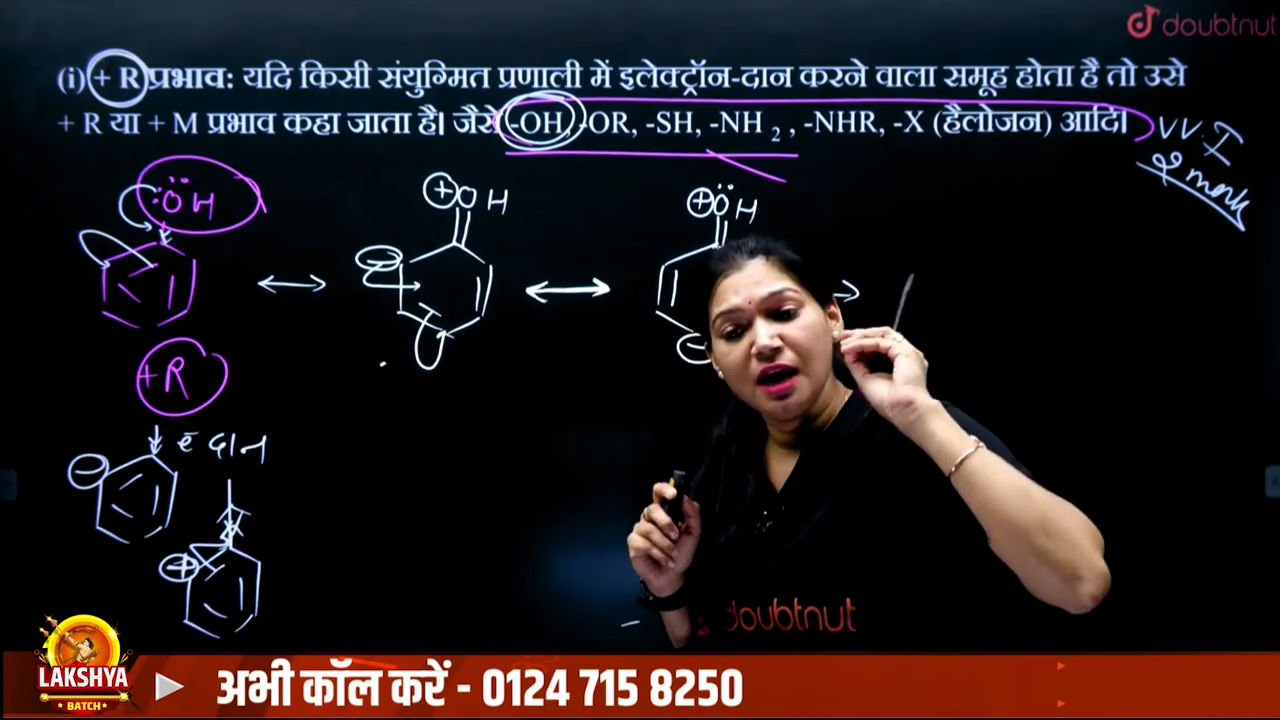 doubtnut
(i) + R प्रभाव: यदि किसी संयुग्मित प्रणाली में इलेक्ट्रॉन-दान करने वाला समूह होता है तो उसे
+ R या + M प्रभाव कहा जाता है। जैसे -OH, -OR, -SH, -NH 2 , -NHR, -X (हैलोजन) आदि।
VV.I
2 mark
:ÖH
⊕OH
⊕ÖH
+R
doubtnut
LAKSHYA
BATCH
अभी कॉल करें - 0124 715 8250